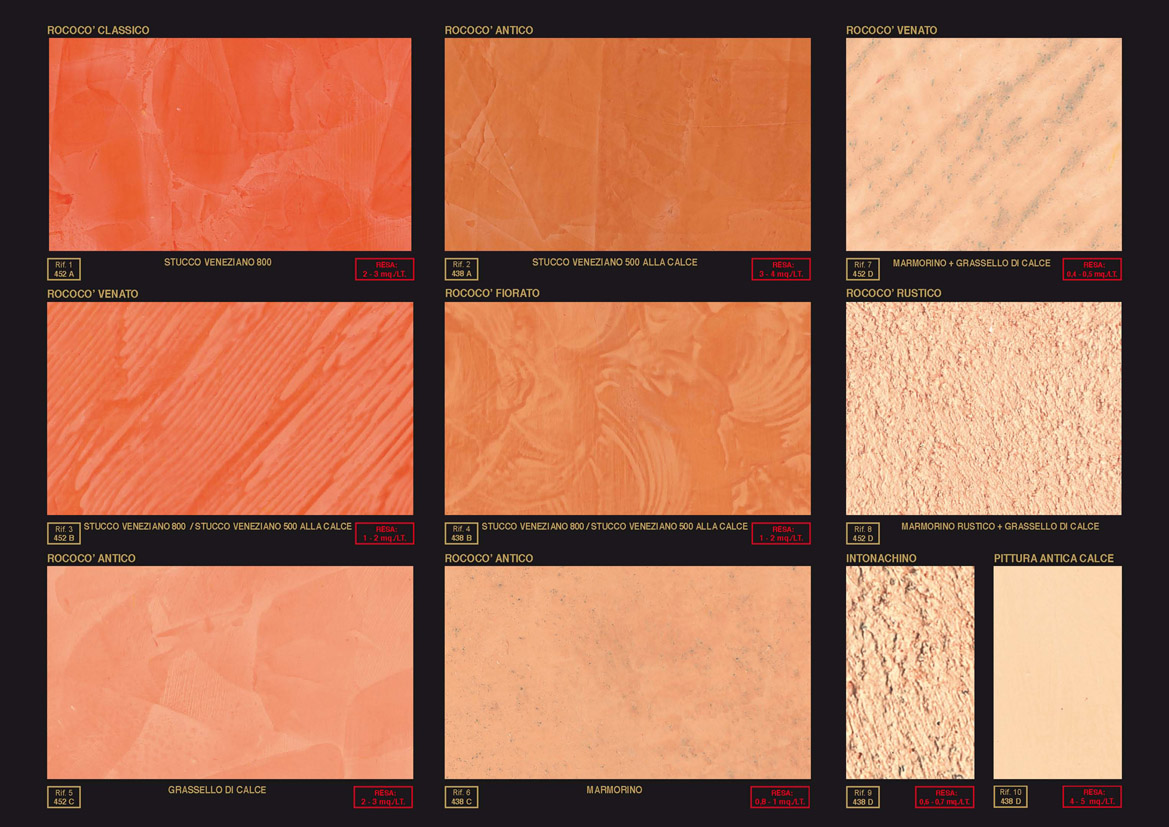 ROCOCO' CLASSICO
Rif. 1
452 A
STUCCO VENEZIANO 800
RESA:
2 - 3 mq./LT.
ROCOCO' ANTICO
Rif. 2
438 A
STUCCO VENEZIANO 500 ALLA CALCE
RESA:
3 - 4 mq./LT.
ROCOCO' VENATO
Rif. 7
452 D
MARMORINO + GRASSELLO DI CALCE
RESA:
0,4 - 0,5 mq./LT.
ROCOCO' VENATO
Rif. 3
452 B
STUCCO VENEZIANO 800 / STUCCO VENEZIANO 500 ALLA CALCE
RESA:
1 - 2 mq./LT.
ROCOCO' FIORATO
Rif. 4
438 B
STUCCO VENEZIANO 800 / STUCCO VENEZIANO 500 ALLA CALCE
RESA:
1 - 2 mq./LT.
ROCOCO' RUSTICO
Rif. 8
452 D
MARMORINO RUSTICO + GRASSELLO DI CALCE
ROCOCO' ANTICO
Rif. 5
452 C
GRASSELLO DI CALCE
RESA:
2 - 3 mq./LT.
ROCOCO' ANTICO
Rif. 6
438 C
MARMORINO
RESA:
0,8 - 1 mq./LT.
INTONACHINO
Rif. 9
438 D
RESA:
0,6 - 0,7 mq./LT.
PITTURA ANTICA CALCE
Rif. 10
438 D
RESA:
4 - 5 mq./LT.